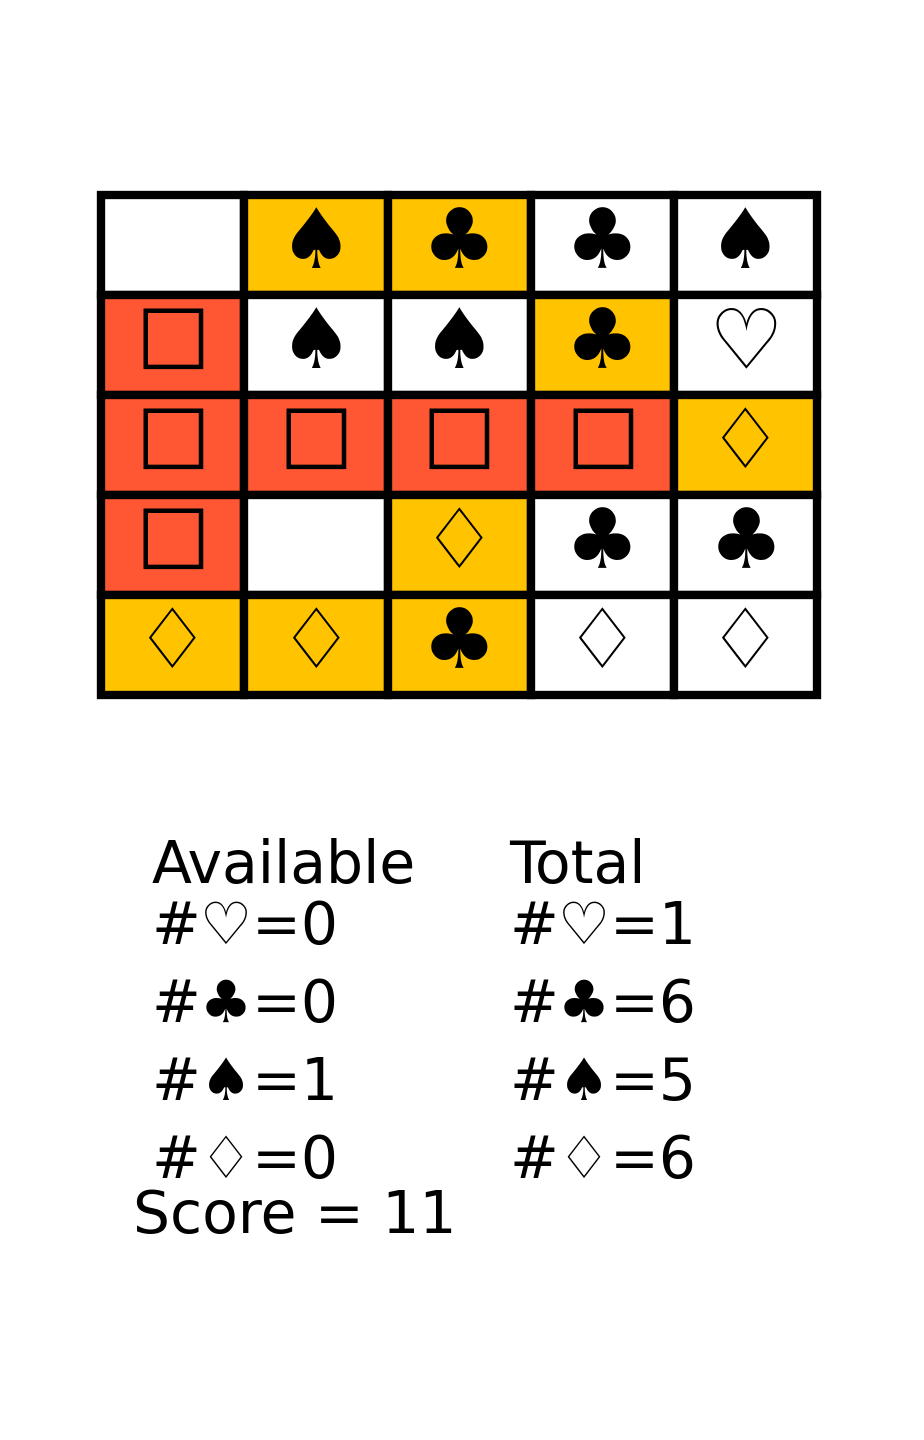 ♠ ♣ ♣ ♠
□ ♠ ♠ ♣ ♡
□ □ □ □ ♢
□ ♢ ♣ ♣
♢ ♢ ♣ ♢ ♢
Available Total
#♡=0 #♡=1
#♣=0 #♣=6
#♠=1 #♠=5
#♢=0 #♢=6
Score = 11